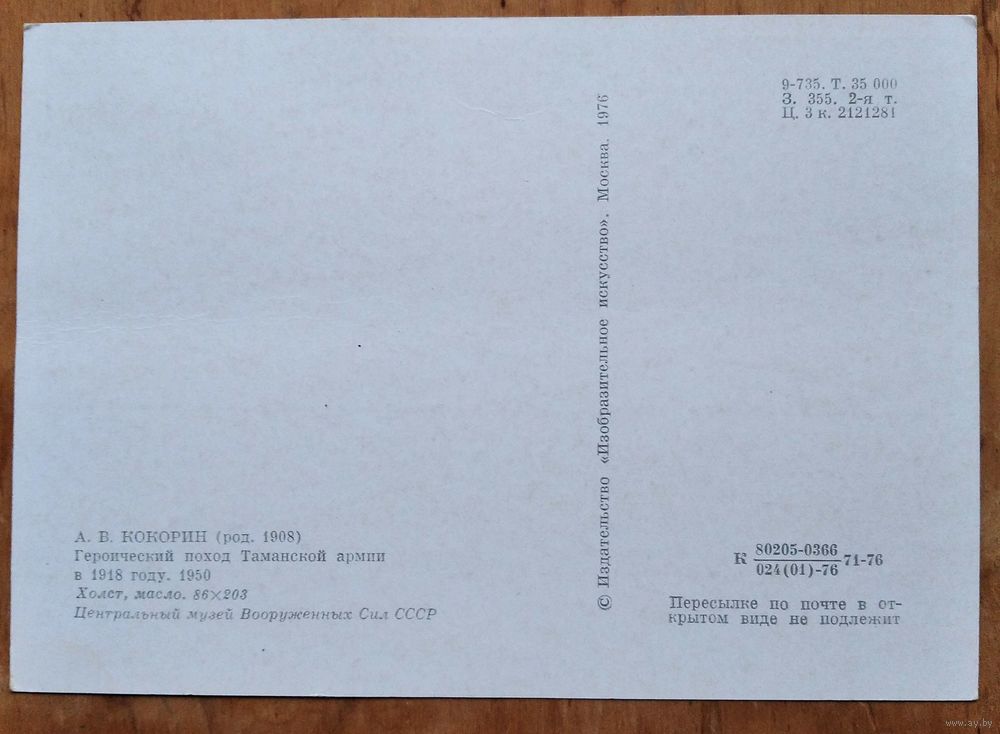 А. В. КОКОРИН (род. 1908)
Героический поход Таманской армии
в 1918 году. 1950
Холст, масло. 86×203
Центральный музей Вооруженных Сил СССР
© Издательство «Изобразительное искусство». Москва. 1976
9-735. Т. 35 000
З. 355. 2-я т.
Ц. 3 к. 2121281
К 80205-0366 71-76
024(01)-76
Пересылке по почте в от-
крытом виде не подлежит
www.ay.by